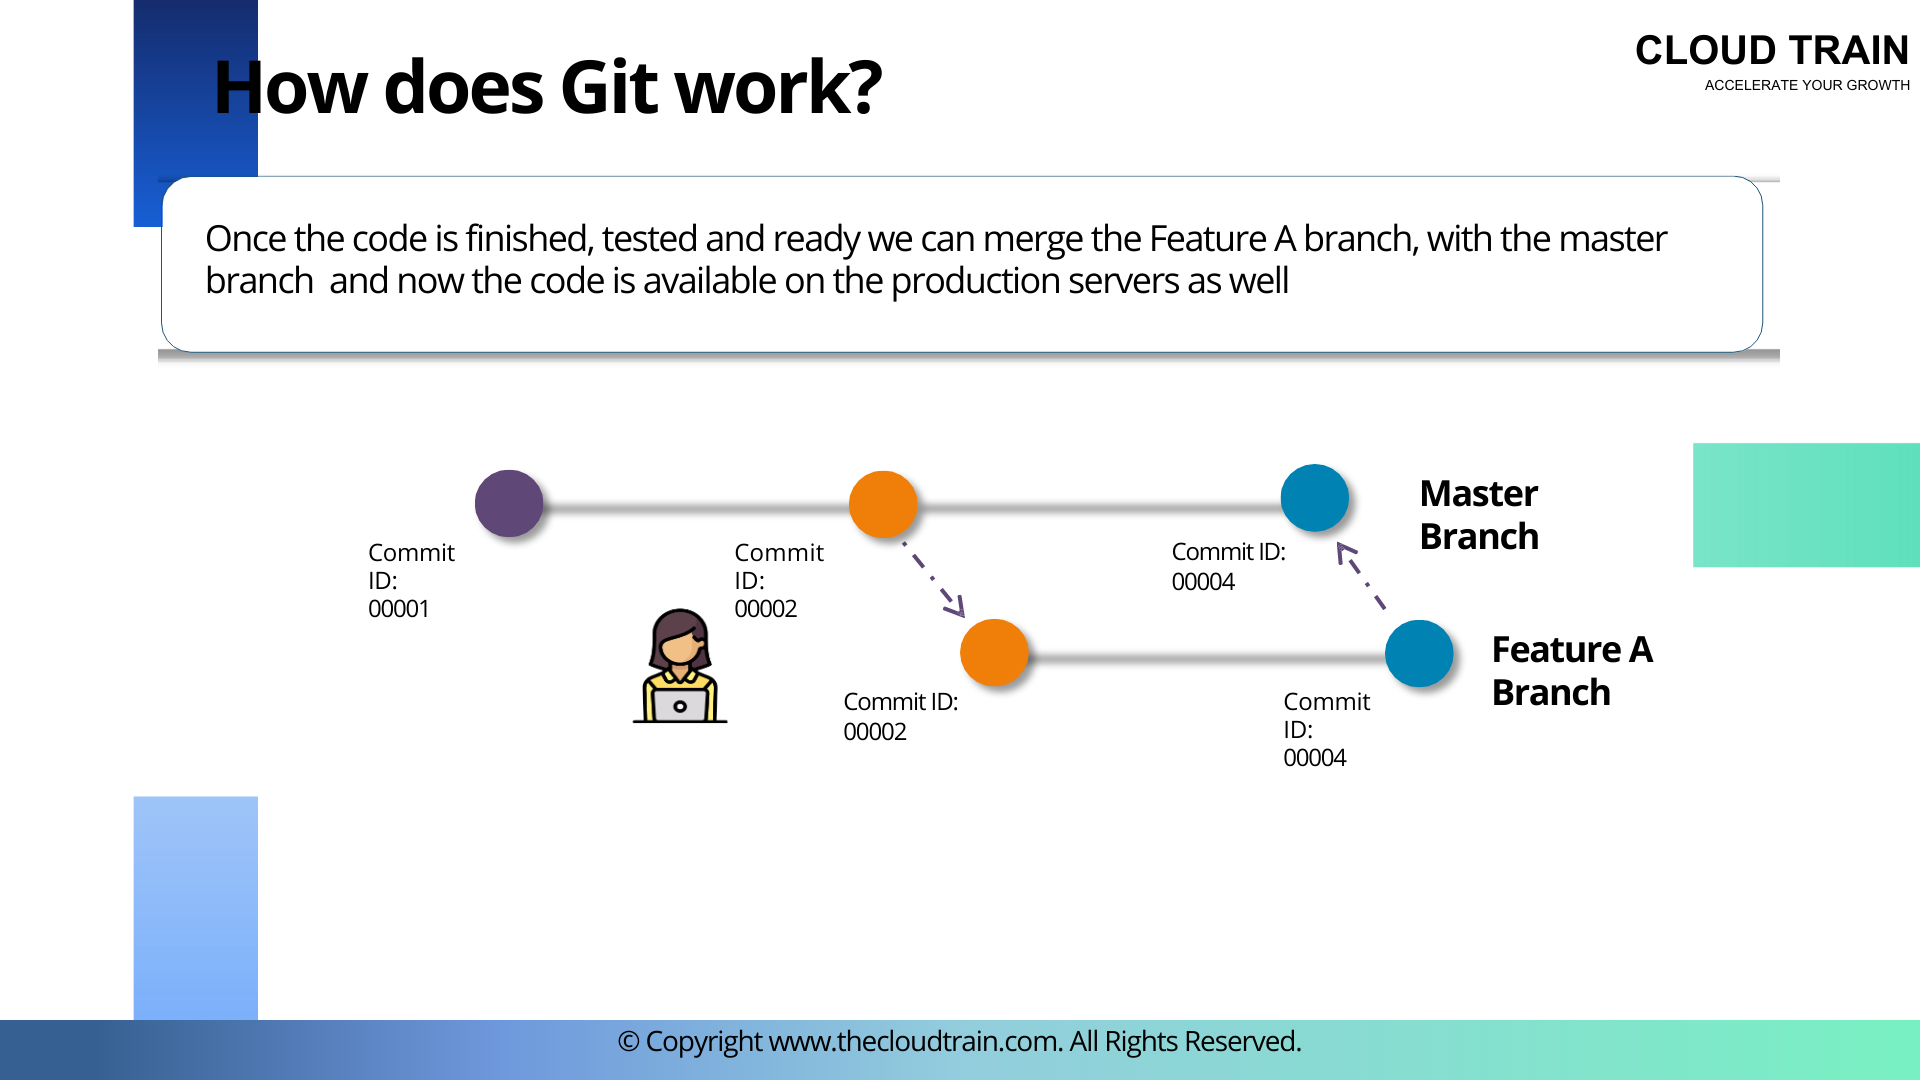 How does Git work?
CLOUD TRAIN
ACCELERATE YOUR GROWTH
Once the code is finished, tested and ready we can merge the Feature A branch, with the master
branch  and now the code is available on the production servers as well
Commit
ID:
00001
Commit
ID:
00002
Commit ID:
00004
Master
Branch
Commit ID:
00002
Commit
ID:
00004
Feature A
Branch
© Copyright www.thecloudtrain.com. All Rights Reserved.